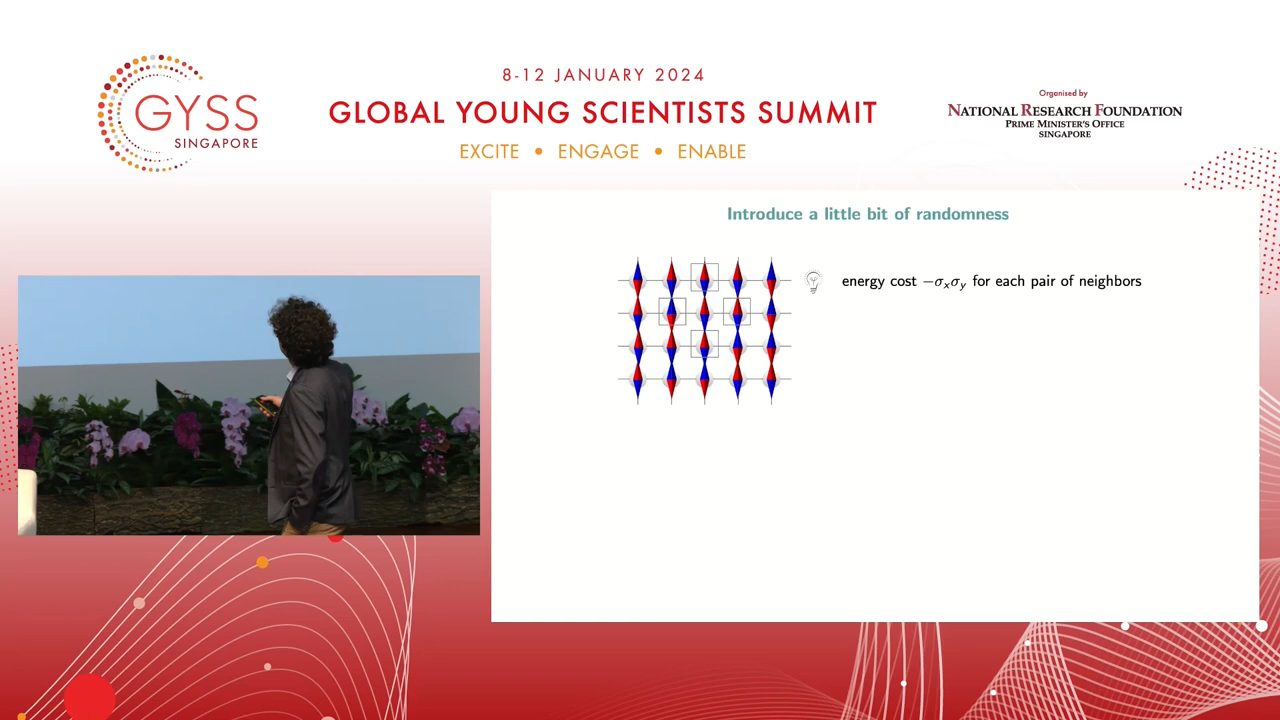 GYSS
SINGAPORE
8-12 JANUARY 2024
GLOBAL YOUNG SCIENTISTS SUMMIT
EXCITE • ENGAGE • ENABLE
Organised by
NATIONAL RESEARCH FOUNDATION
PRIME MINISTER'S OFFICE
SINGAPORE
Introduce a little bit of randomness
energy cost −σₓσᵧ for each pair of neighbors